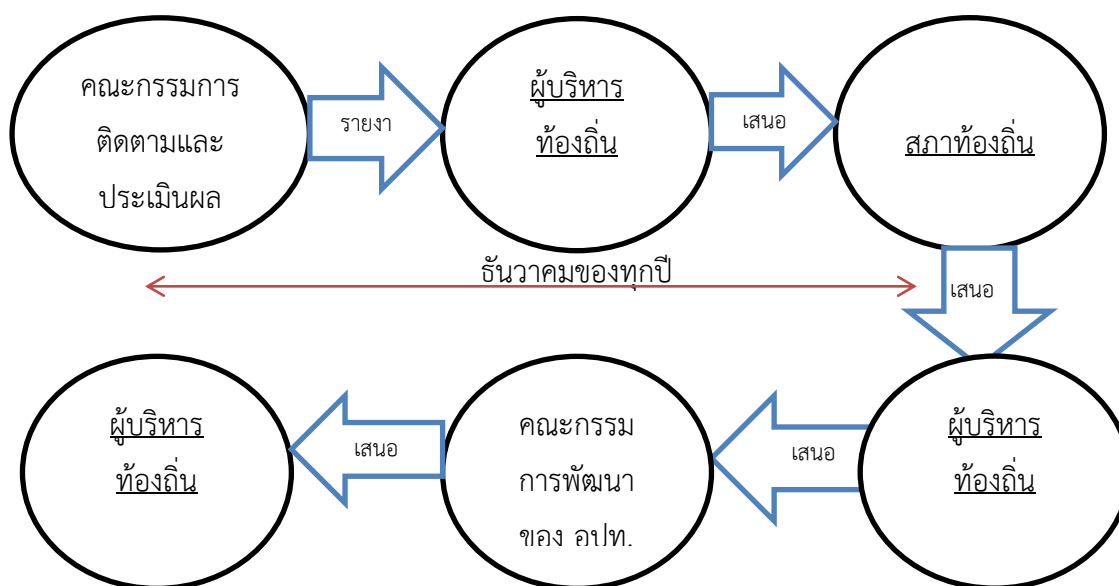 คณะกรรมการ
ติดตามและ
ประเมินผล
รายงา
ผู้บริหาร
ท้องถิ่น
เสนอ
สภาท้องถิ่น
ธันวาคมของทุกปี
เสนอ
ผู้บริหาร
ท้องถิ่น
เสนอ
คณะกรรม
การพัฒนา
ของ อปท.
เสนอ
ผู้บริหาร
ท้องถิ่น